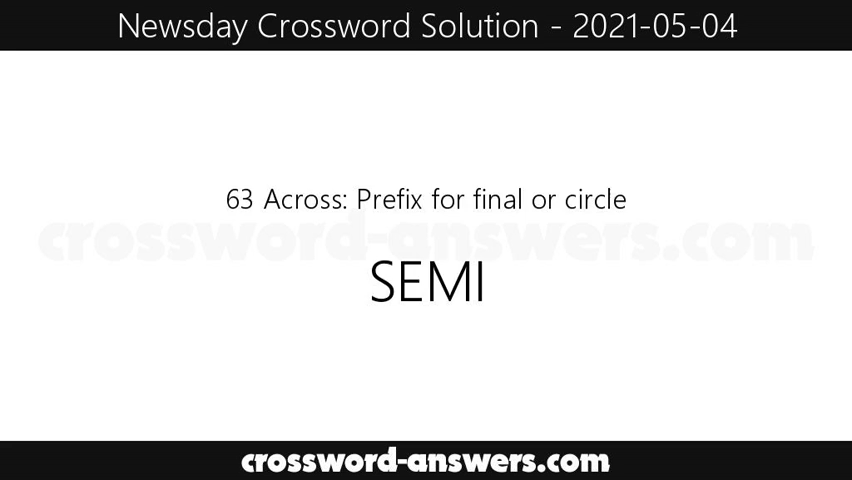 Newsday Crossword Solution - 2021-05-04
63 Across: Prefix for final or circle
crossword-answers.com
SEMI
crossword-answers.com